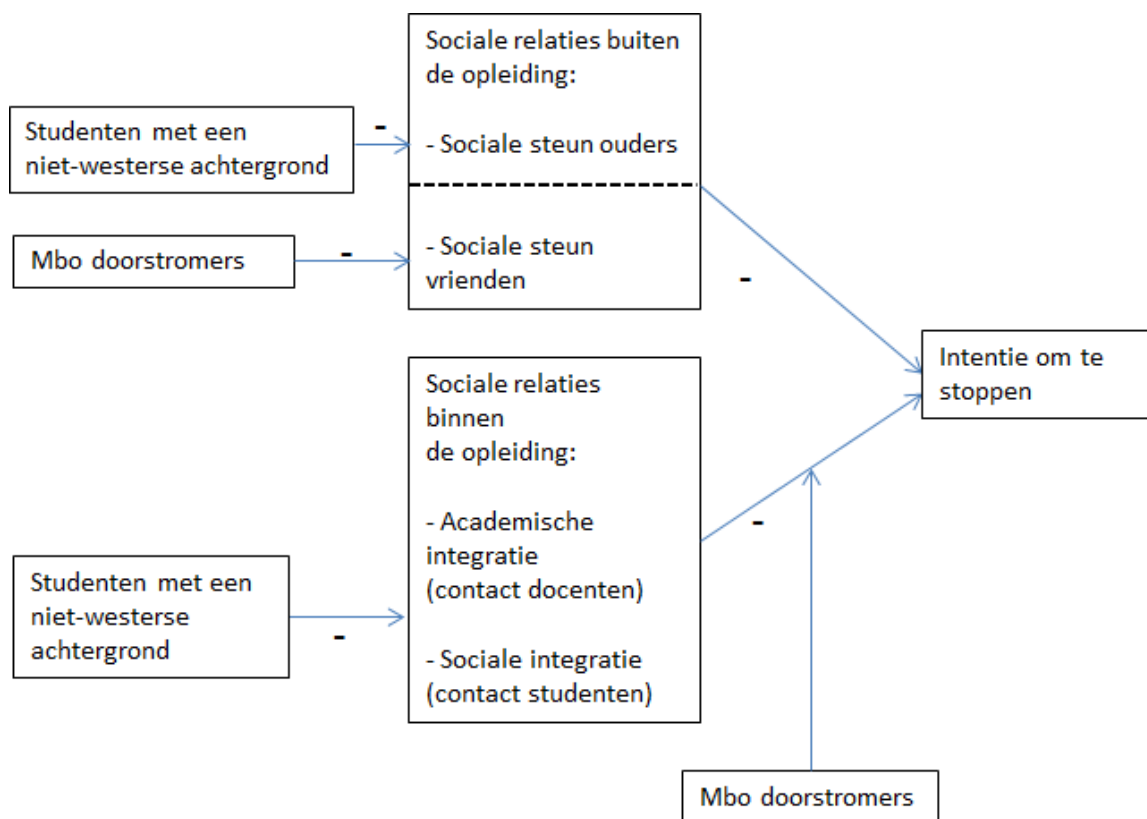 Sociale relaties buiten
de opleiding:
- Sociale steun ouders
- Sociale steun
vrienden
Studenten met een
niet-westerse achtergrond
-
Mbo doorstromers
-
-
Intentie om te
stoppen
Sociale relaties
binnen
de opleiding:
- Academische
integratie
(contact docenten)
- Sociale integratie
(contact studenten)
-
Studenten met een
niet-westerse
achtergrond
-
Mbo doorstromers